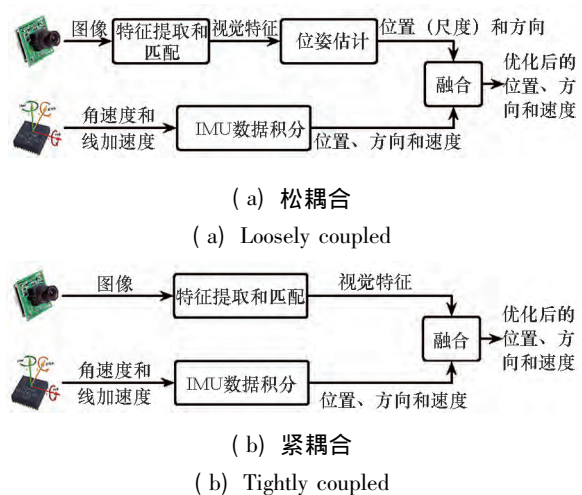 图像
特征提取和
匹配
视觉特征
位姿估计
位置（尺度）和方向
融合
优化后的
位置、方
向和速度
角速度和
线加速度
IMU数据积分
位置、方向和速度
( a) 松耦合
( a) Loosely coupled
图像
特征提取和匹配
视觉特征
融合
优化后的
位置、方
向和速度
角速度和
线加速度
IMU数据积分
位置、方向和速度
( b) 紧耦合
( b) Tightly coupled